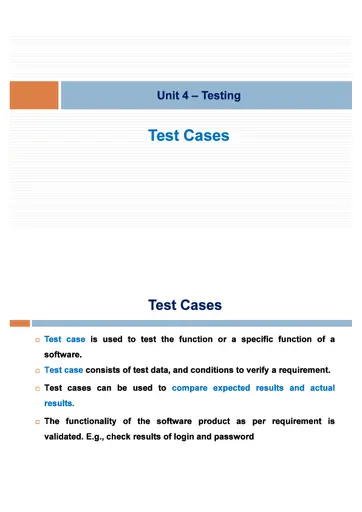 Unit 4 – Testing
Test Cases
Test Cases
Test case is used to test the function or a specific function of a
software.
Test case consists of test data, and conditions to verify a requirement.
Test cases can be used to compare expected results and actual
results.
The functionality of the software product as per requirement is
validated. E.g., check results of login and password